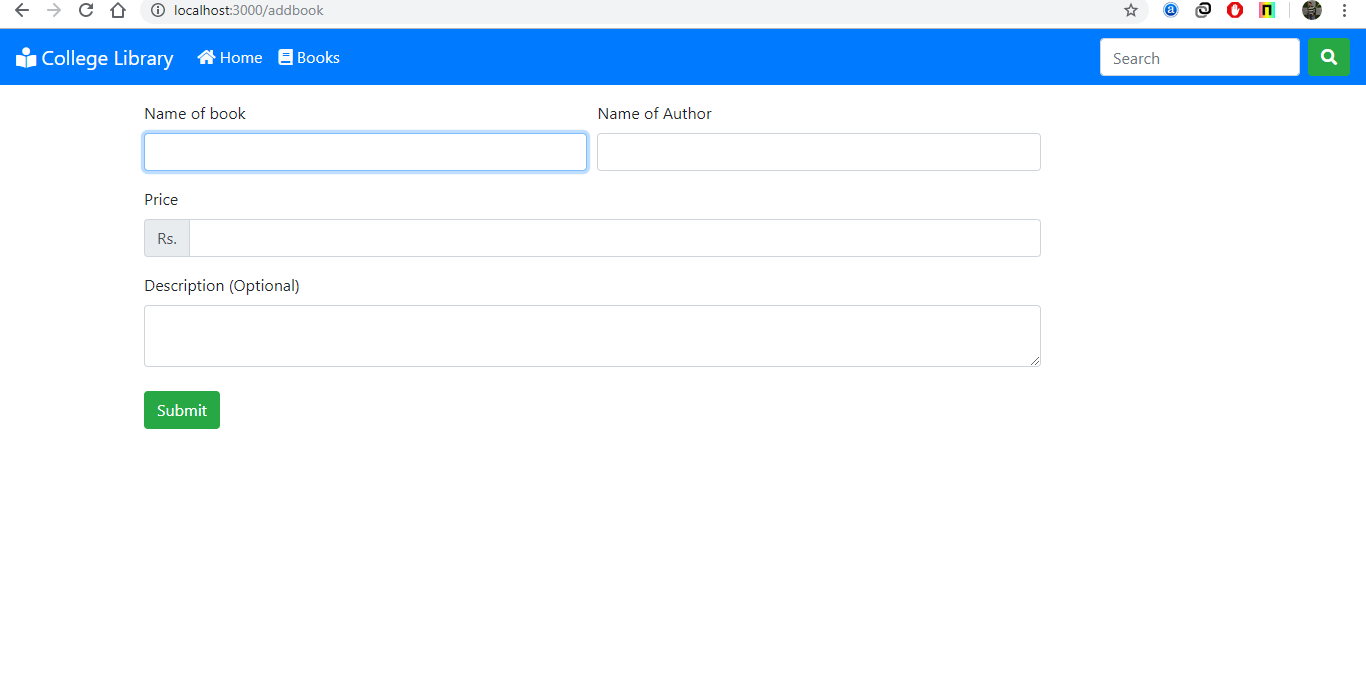 localhost:3000/addbook
College Library Home Books Search
Name of book Name of Author
Price
Rs.
Description (Optional)
Submit